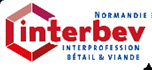 NORMANDIE
interbev
INTERPROFESSION
BÉTAIL & VIANDE